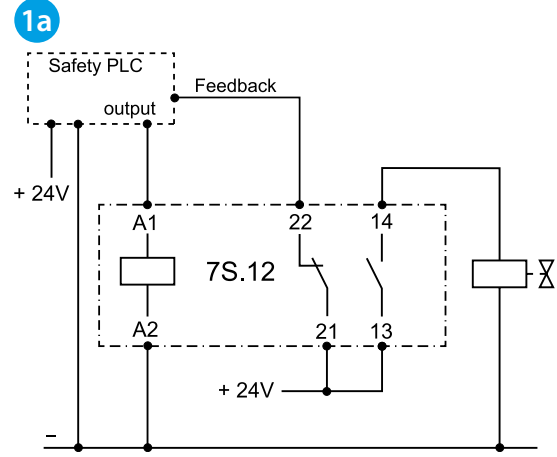 1a
Safety PLC
Feedback
output
+ 24V
A1
22
14
7S.12
A2
21
13
+ 24V
–